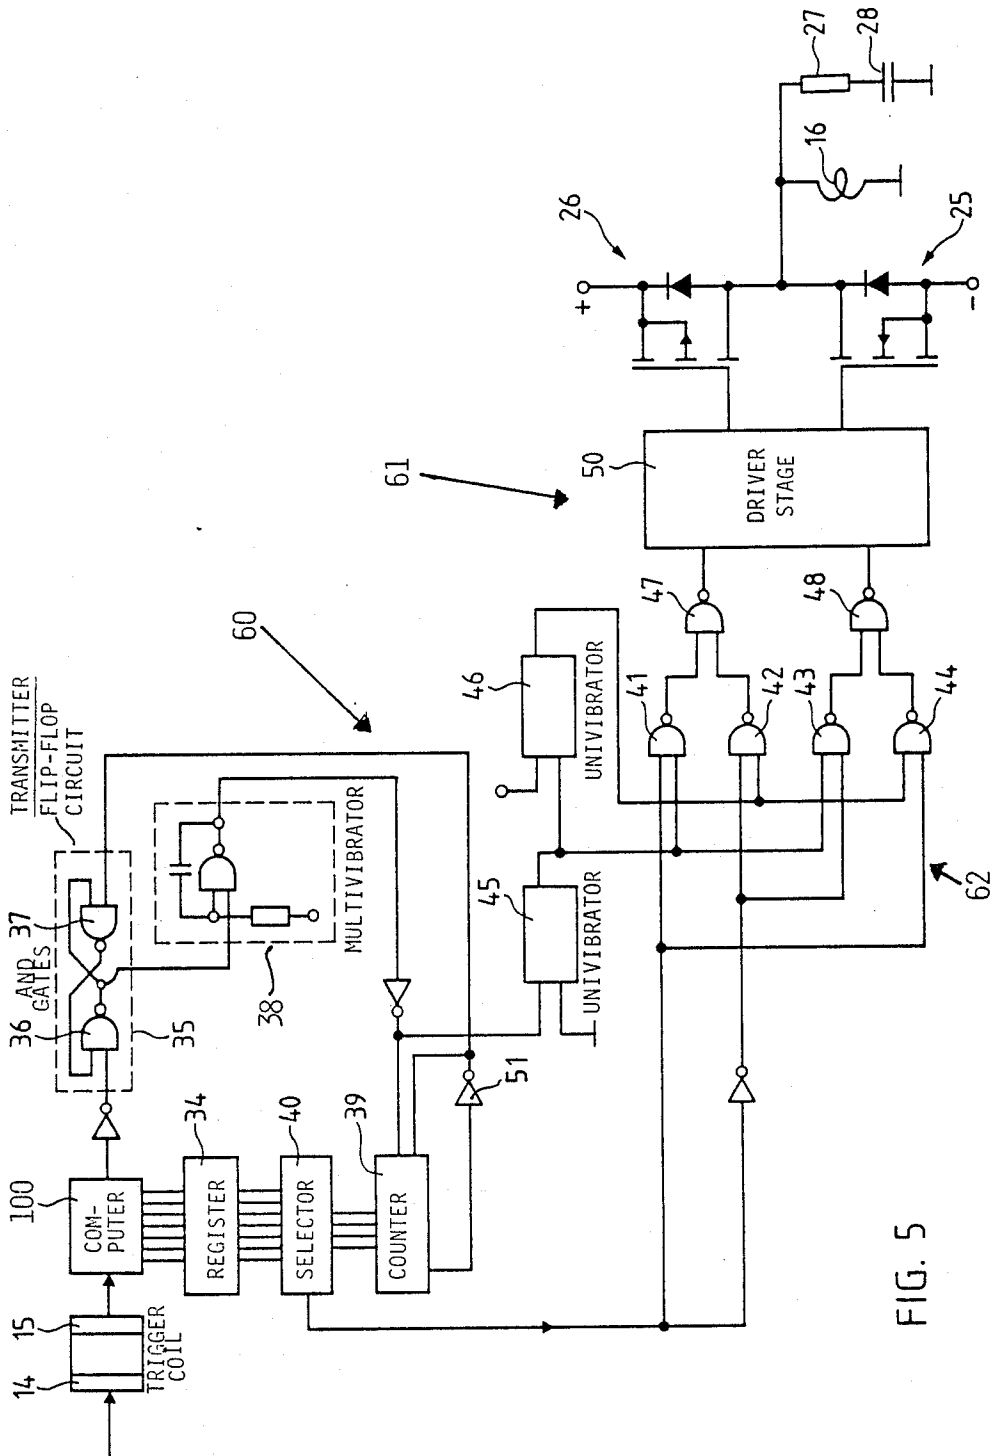 14
15
TRIGGER
COIL
100
COM-
PUTER
34
REGISTER
40
SELECTOR
39
COUNTER
51
36
AND
GATES
37
35
TRANSMITTER
FLIP-FLOP
CIRCUIT
38
MULTIVIBRATOR
60
45
UNIVIBRATOR
46
UNIVIBRATOR
41
42
43
44
62
47
48
61
50
DRIVER
STAGE
26
+
25
-
16
27
28
FIG. 5